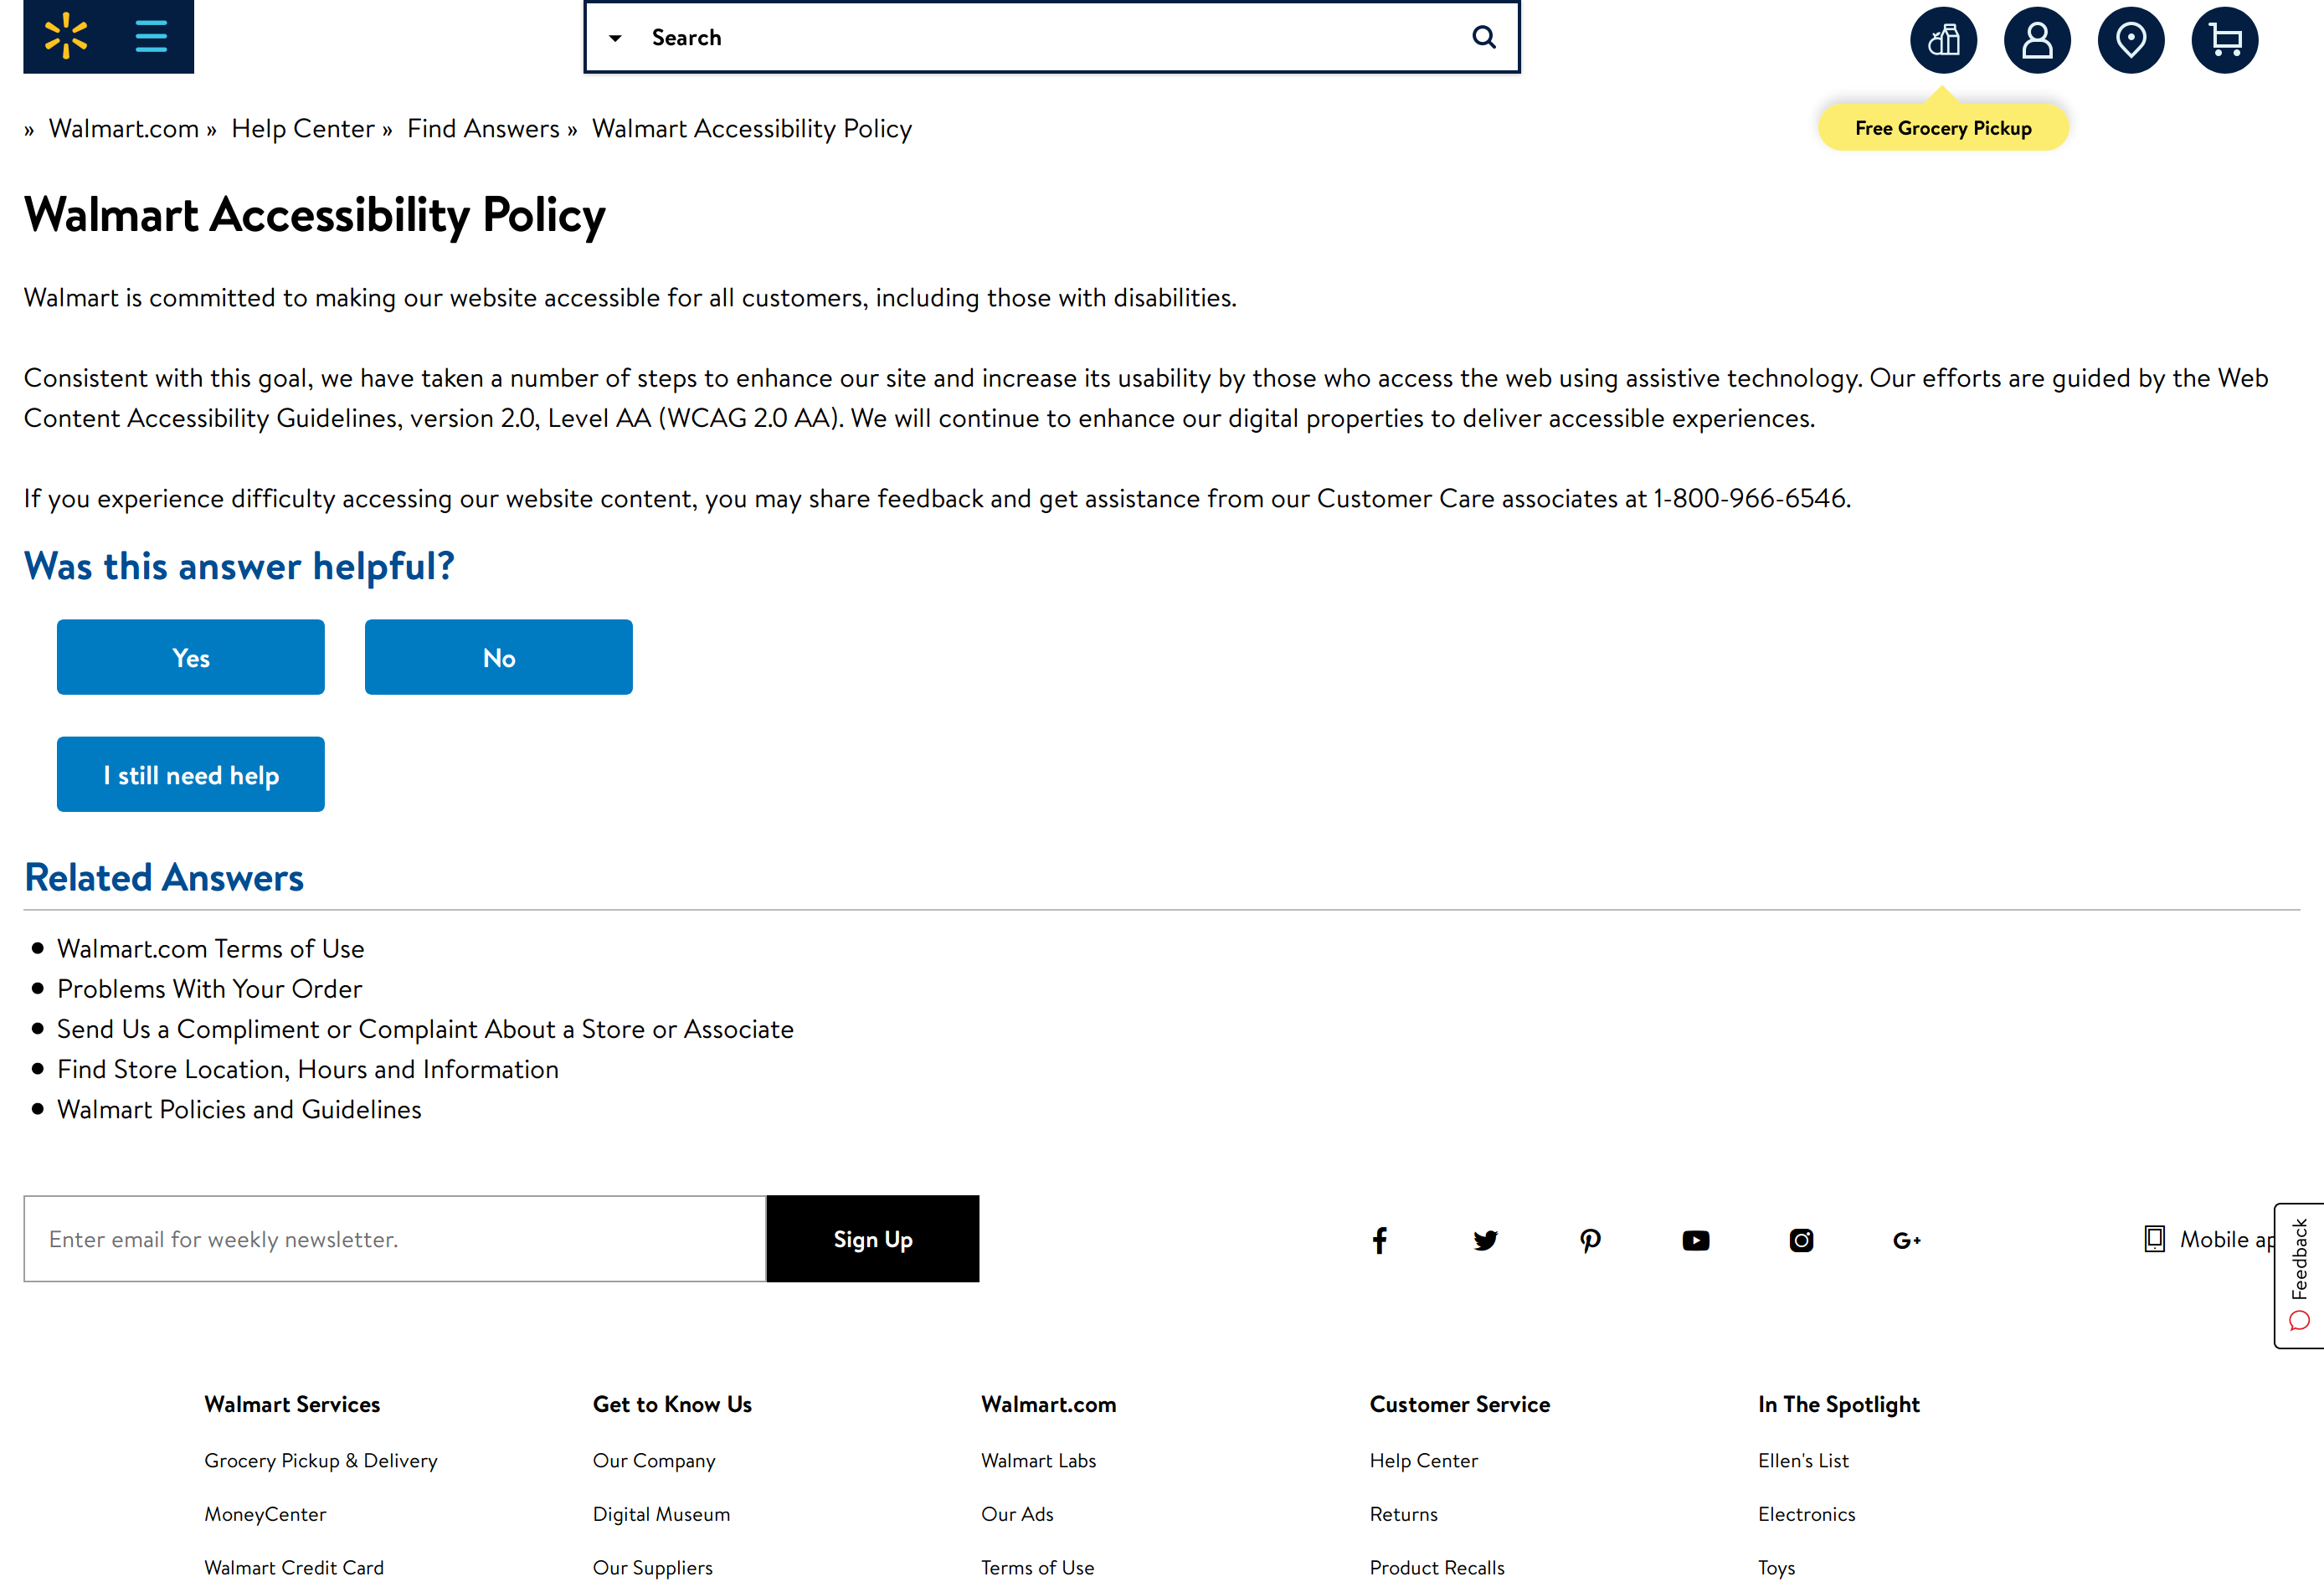 Search
» Walmart.com » Help Center » Find Answers » Walmart Accessibility Policy
Free Grocery Pickup
Walmart Accessibility Policy
Walmart is committed to making our website accessible for all customers, including those with disabilities.
Consistent with this goal, we have taken a number of steps to enhance our site and increase its usability by those who access the web using assistive technology. Our efforts are guided by the Web
Content Accessibility Guidelines, version 2.0, Level AA (WCAG 2.0 AA). We will continue to enhance our digital properties to deliver accessible experiences.
If you experience difficulty accessing our website content, you may share feedback and get assistance from our Customer Care associates at 1-800-966-6546.
Was this answer helpful?
Yes
No
I still need help
Related Answers
Walmart.com Terms of Use
Problems With Your Order
Send Us a Compliment or Complaint About a Store or Associate
Find Store Location, Hours and Information
Walmart Policies and Guidelines
Enter email for weekly newsletter.
Sign Up
G+
Mobile
Feedback
Walmart Services
Grocery Pickup & Delivery
MoneyCenter
Walmart Credit Card
Get to Know Us
Our Company
Digital Museum
Our Suppliers
Walmart.com
Walmart Labs
Our Ads
Terms of Use
Customer Service
Help Center
Returns
Product Recalls
In The Spotlight
Ellen's List
Electronics
Toys